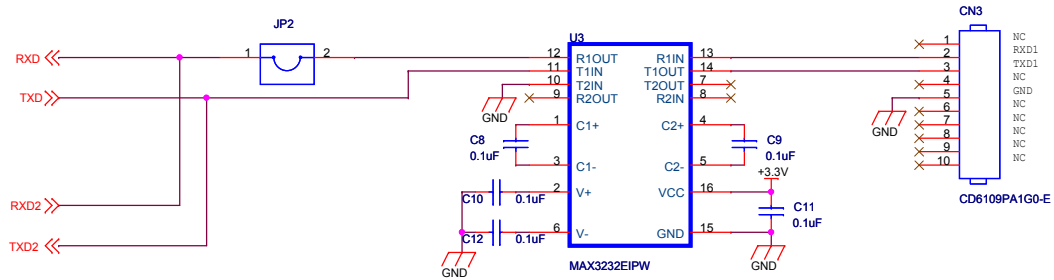 CN3
JP2
U3
NC
1
RXD
1
2
12
R1OUT
R1IN
13
2
RXD1
11
T1IN
T1OUT
14
3
TXD1
10
T2IN
T2OUT
7
4
NC
TXD
9
R2OUT
R2IN
8
5
GND
GND
6
NC
1
C1+
C2+
4
GND
7
NC
C8
C9
8
NC
0.1uF
0.1uF
9
NC
3
C1-
C2-
5
10
NC
+3.3V
C10
2
V+
VCC
16
0.1uF
CD6109PA1G0-E
RXD2
C11
0.1uF
C12
6
V-
GND
15
0.1uF
TXD2
GND
GND
MAX3232EIPW